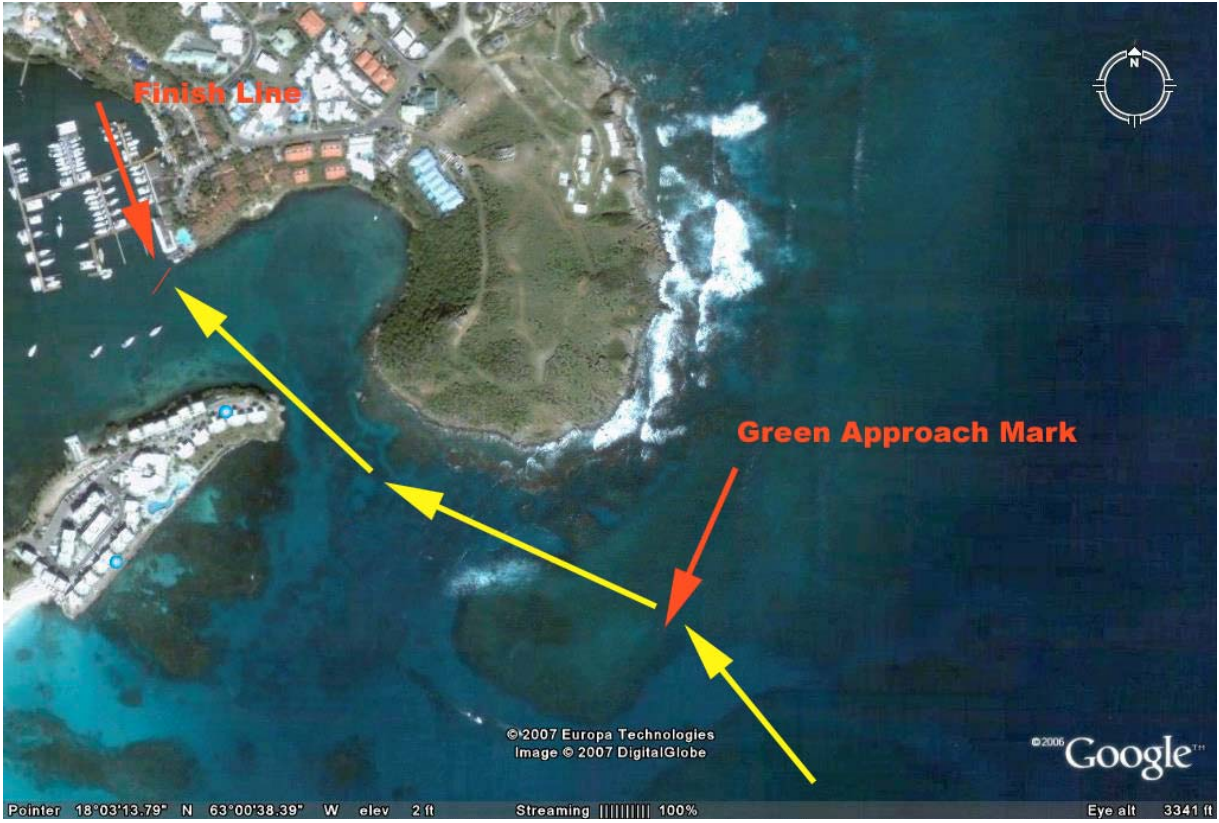 Finish Line
N
Green Approach Mark
© 2007 Europa Technologies
Image © 2007 DigitalGlobe
©2006 Google™
Pointer 18°03'13.79" N 63°00'38.39" W elev 2 ft Streaming |||||||||| 100% Eye alt 3341 ft